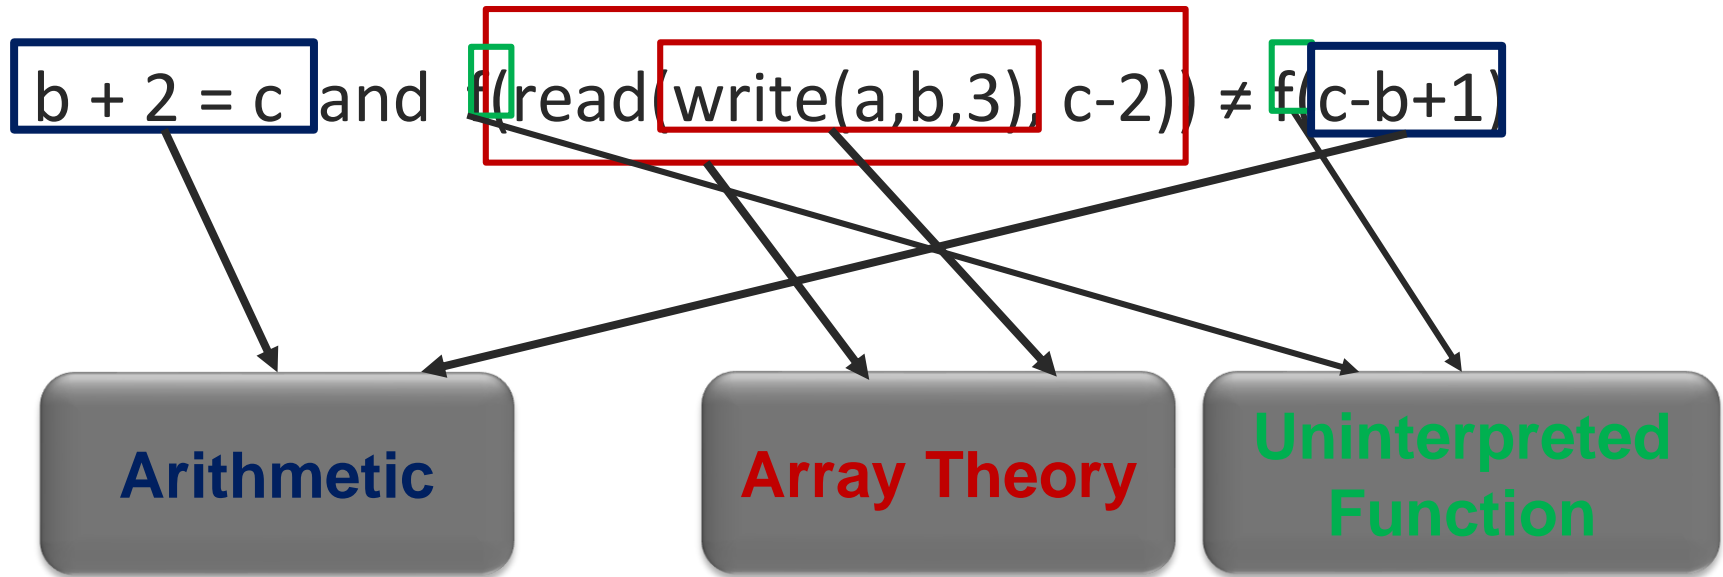 b + 2 = c and f(read(write(a,b,3), c-2)) ≠ f(c-b+1)
Arithmetic
Array Theory
Uninterpreted
Function